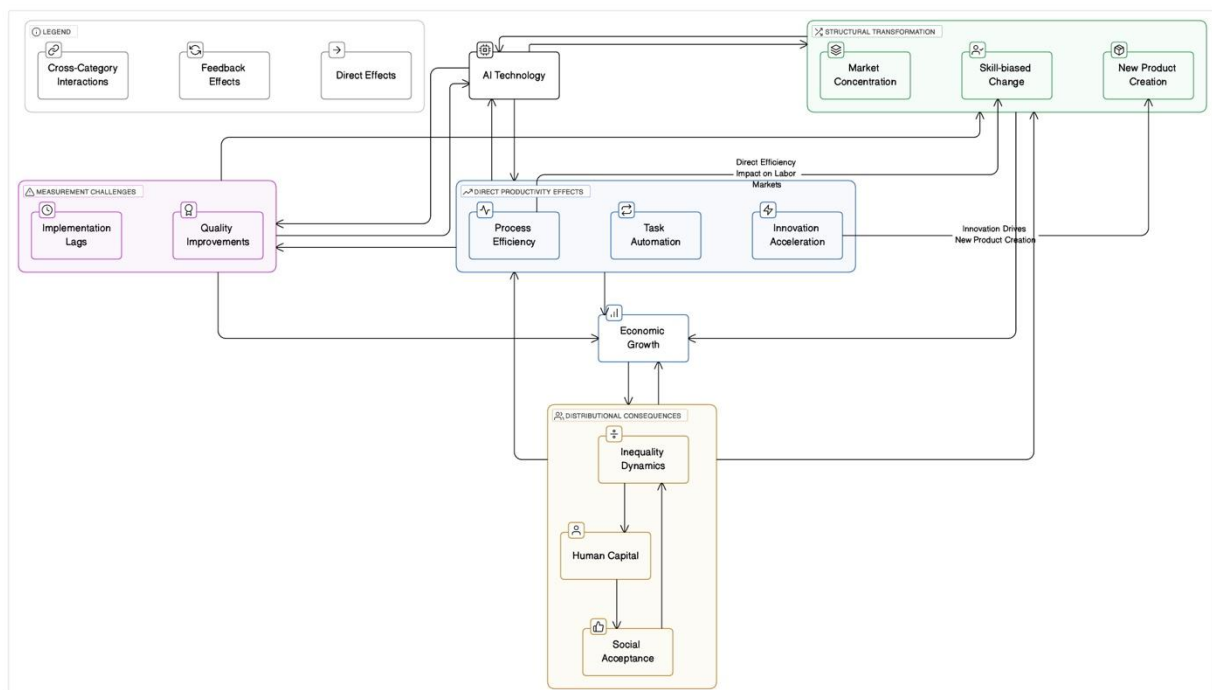 LEGEND
Cross-Category
Interactions
Feedback
Effects
Direct Effects
AI Technology
STRUCTURAL TRANSFORMATION
Market
Concentration
Skill-biased
Change
New Product
Creation
MEASUREMENT CHALLENGES
Implementation
Lags
Quality
Improvements
DIRECT PRODUCTIVITY EFFECTS
Process
Efficiency
Task
Automation
Innovation
Acceleration
Direct Efficiency
Impact on Labor
Markets
Innovation Drives
New Product Creation
Economic
Growth
DISTRIBUTIONAL CONSEQUENCES
Inequality
Dynamics
Human Capital
Social
Acceptance